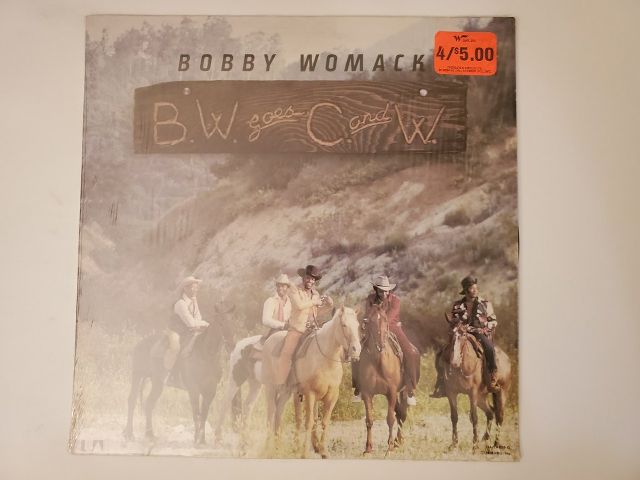 BOBBY WOMACK
4/$5.00
B.W. goes C. and W.